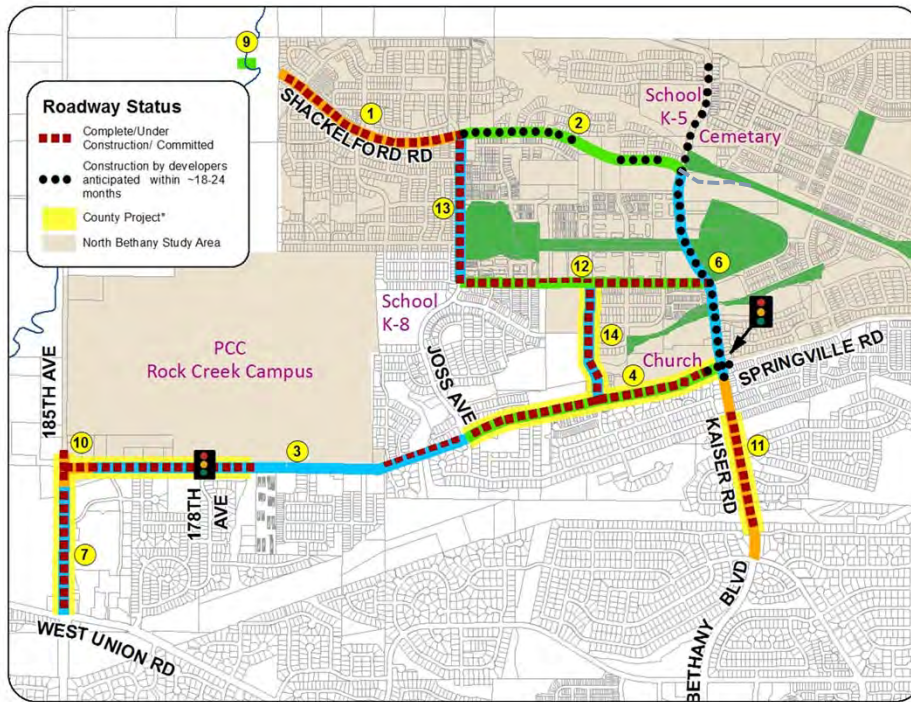 9
Roadway Status
Complete/Under
Construction/ Committed
Construction by developers
anticipated within ~18-24
months
County Project*
North Bethany Study Area
1
SHACKELFORD RD
2
School
K-5
Cemetary
13
12
6
School
K-8
14
PCC
Rock Creek Campus
JOSS AVE
Church
4
SPRINGVILLE RD
185TH AVE
10
3
178TH
AVE
KAISER RD
11
7
WEST UNION RD
BETHANY BLVD